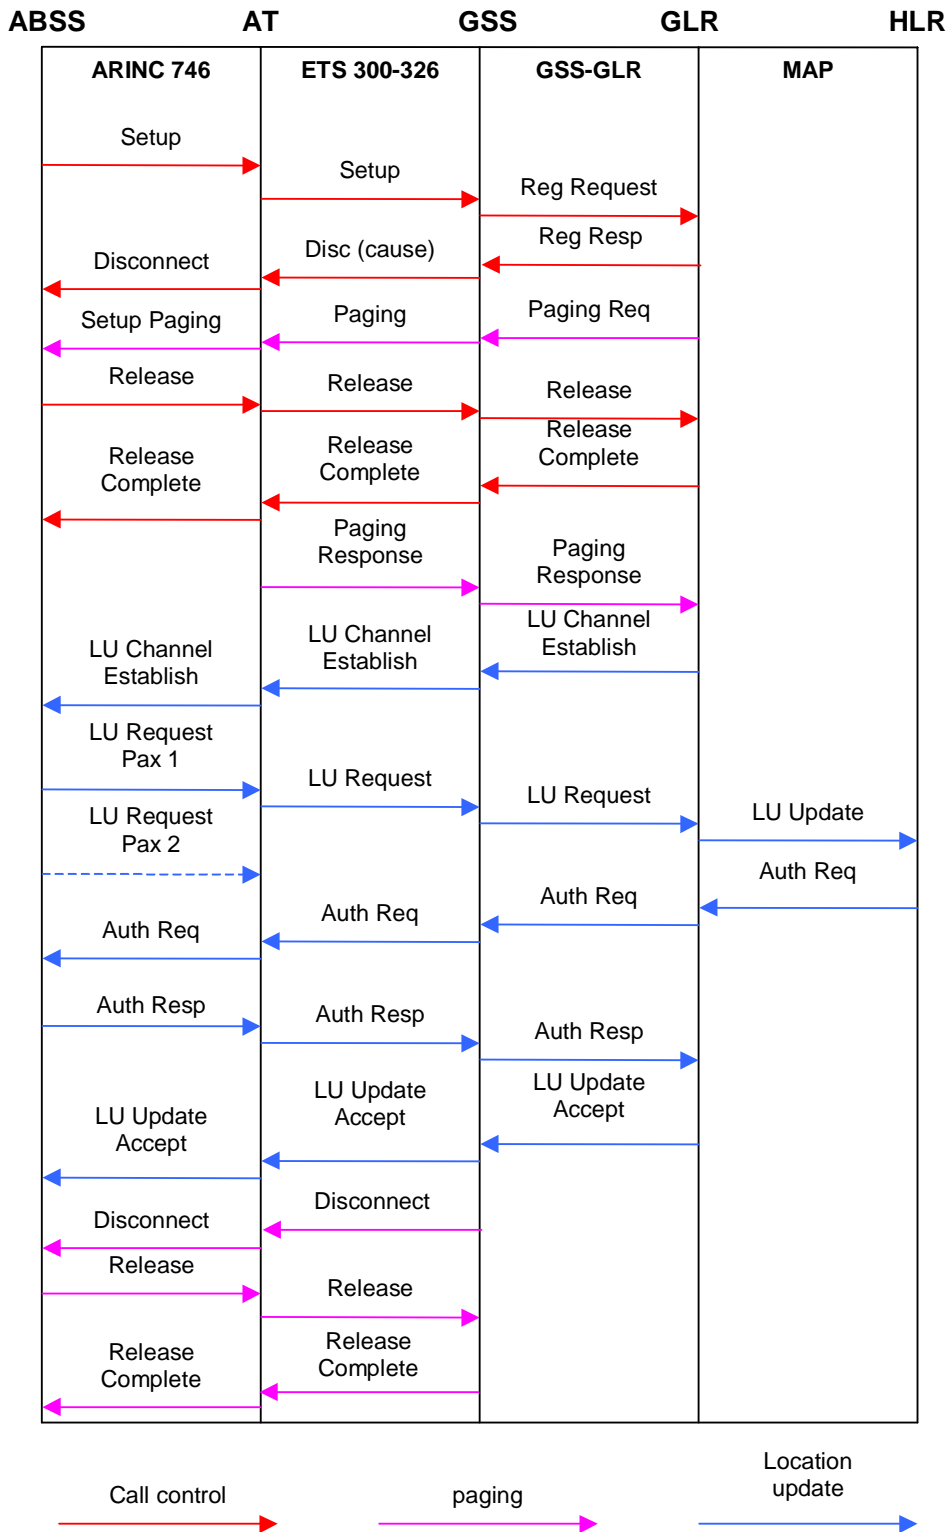 ABSS AT GSS GLR HLR
ARINC 746 ETS 300-326 GSS-GLR MAP
Setup
Setup
Reg Request
Reg Resp
Disc (cause)
Disconnect
Paging Req
Paging
Setup Paging
Release
Release
Release
Release
Complete
Release
Complete
Release
Complete
Paging
Response
Paging
Response
LU Channel
Establish
LU Channel
Establish
LU Channel
Establish
LU Request
Pax 1
LU Request
LU Request
LU Update
LU Request
Pax 2
Auth Req
Auth Req
Auth Req
Auth Req
Auth Resp
Auth Resp
Auth Resp
LU Update
Accept
LU Update
Accept
LU Update
Accept
Disconnect
Disconnect
Release
Release
Release
Complete
Release
Complete
Call control
paging
Location
update